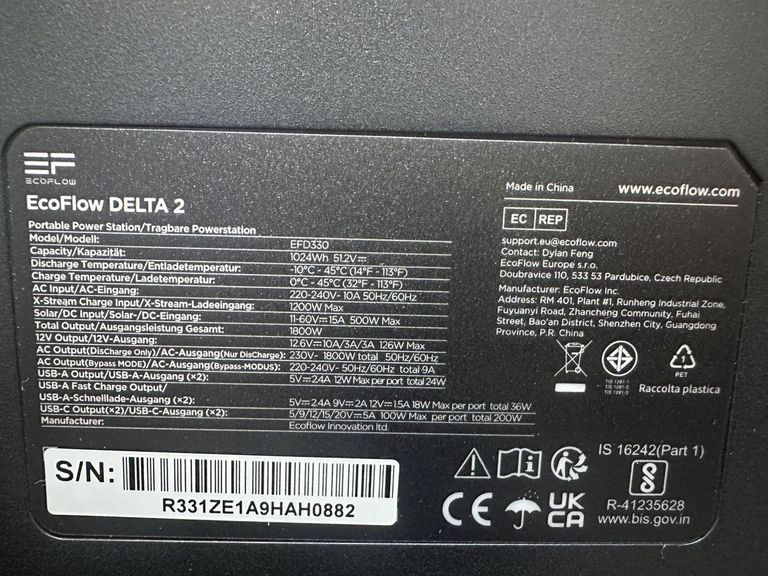 EF
ECOFLOW
EcoFlow DELTA 2
Portable Power Station/Tragbare Powerstation
Model/Modell: EFD330
Capacity/Kapazität: 1024Wh 51.2V⎓
Discharge Temperature/Entladetemperatur: -10°C - 45°C (14°F - 113°F)
Charge Temperature/Ladetemperatur: 0°C - 45°C (32°F - 113°F)
AC Input/AC-Eingang: 220-240V~ 10A 50Hz/60Hz
X-Stream Charge Input/X-Stream-Ladeeingang: 1200W Max
Solar/DC Input/Solar-/DC-Eingang: 11-60V⎓15A 500W Max
Total Output/Ausgangsleistung Gesamt: 1800W
12V Output/12V-Ausgang: 12.6V⎓10A/3A/3A 126W Max
AC Output(Discharge Only)/AC-Ausgang(Nur DisCharge): 230V~ 1800W total 50Hz/60Hz
AC Output(Bypass MODE)/AC-Ausgang(Bypass-MODUS): 220-240V~ 50Hz/60Hz total 9A
USB-A Output/USB-A-Ausgang (×2): 5V⎓2.4A 12W Max per port total 24W
USB-A Fast Charge Output/
USB-A-Schnelllade-Ausgang (×2): 5V⎓2.4A 9V⎓2A 12V⎓1.5A 18W Max per port total 36W
USB-C Output(×2)/USB-C-Ausgang (×2): 5/9/12/15/20V⎓5A 100W Max per port total 200W
Manufacturer: Ecoflow Innovation ltd.
S/N:
R331ZE1A9HAH0882
Made in China
www.ecoflow.com
EC REP
support.eu@ecoflow.com
Contact: Dylan Feng
EcoFlow Europe s.r.o.
Doubravice 110, 533 53 Pardubice, Czech Republic
Manufacturer: EcoFlow Inc.
Address: RM 401, Plant #1, Runheng Industrial Zone,
Fuyuanyi Road, Zhancheng Community, Fuhai
Street, Bao'an District, Shenzhen City, Guangdong
Province, P.R. China
TIS 1291-1
TIS 1291-2
TIS 1291-3
1
PET
Raccolta plastica
IS 16242(Part 1)
R-41235628
www.bis.gov.in
CE
UK
CA